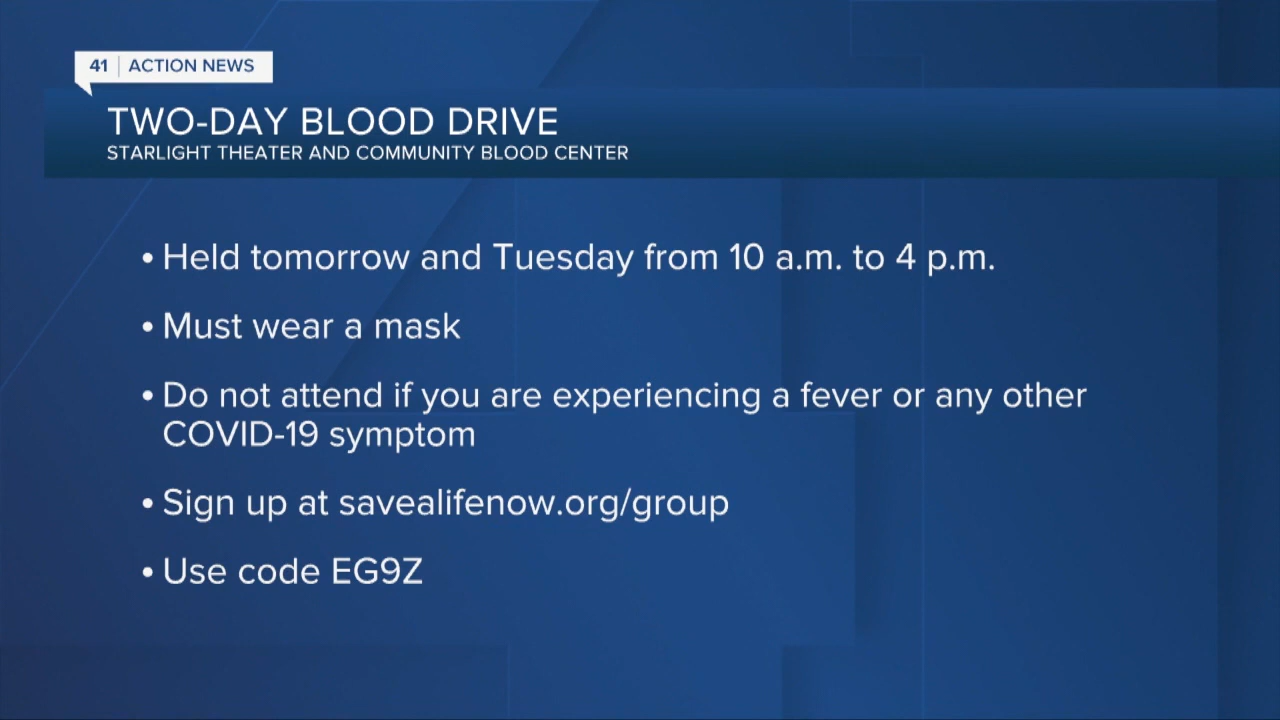 41 | ACTION NEWS
TWO-DAY BLOOD DRIVE
STARLIGHT THEATER AND COMMUNITY BLOOD CENTER
• Held tomorrow and Tuesday from 10 a.m. to 4 p.m.
• Must wear a mask
• Do not attend if you are experiencing a fever or any other
COVID-19 symptom
• Sign up at savealifenow.org/group
• Use code EG9Z